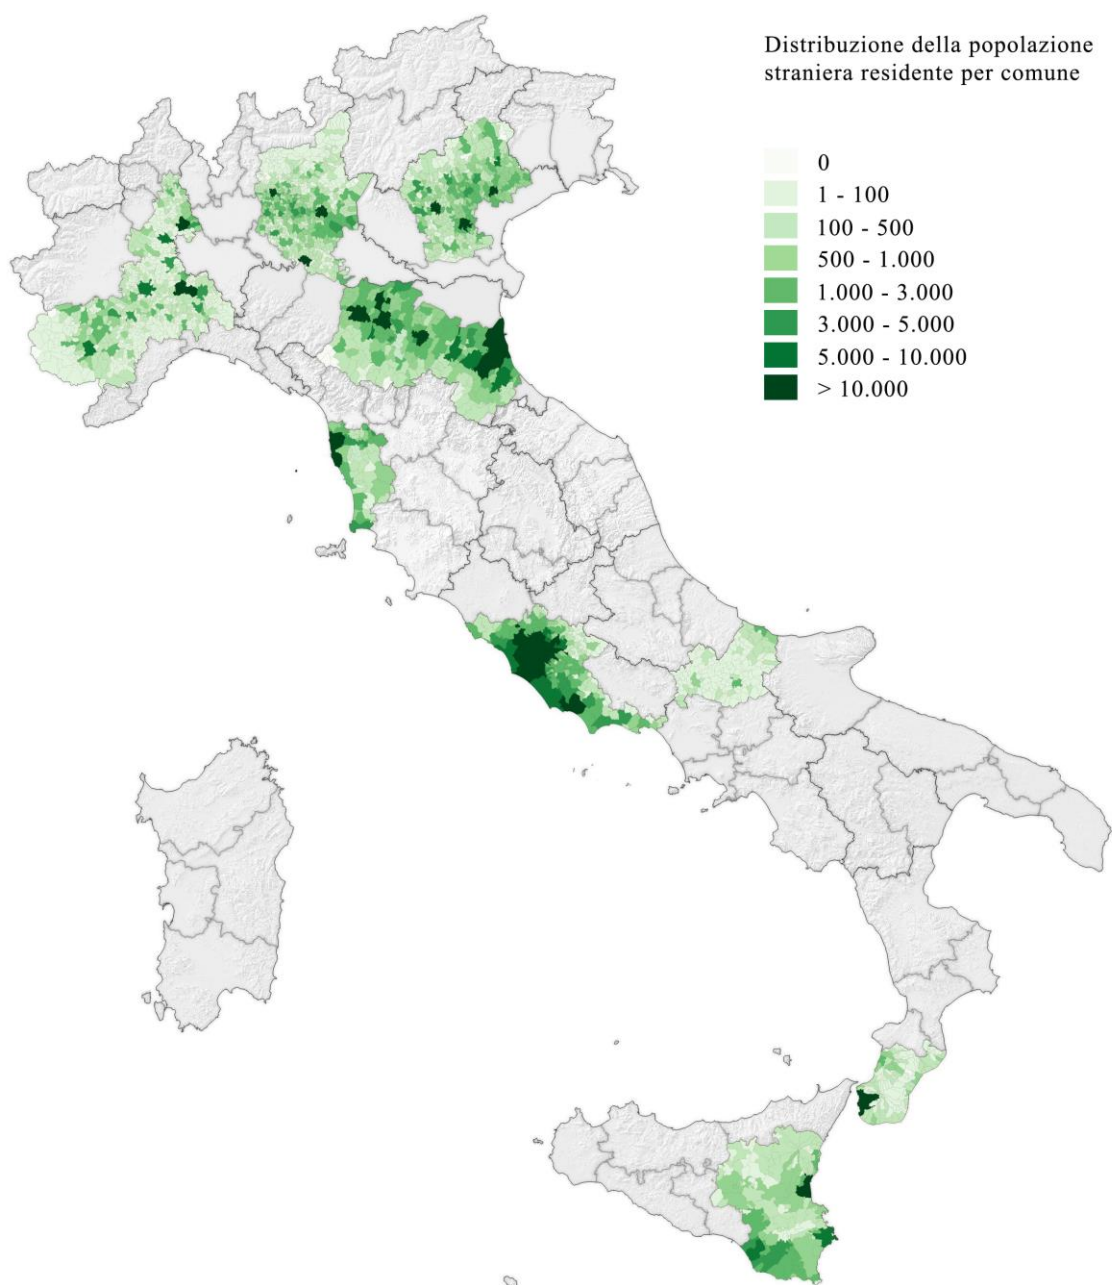 Distribuzione della popolazione
straniera residente per comune
0
1 - 100
100 - 500
500 - 1.000
1.000 - 3.000
3.000 - 5.000
5.000 - 10.000
> 10.000